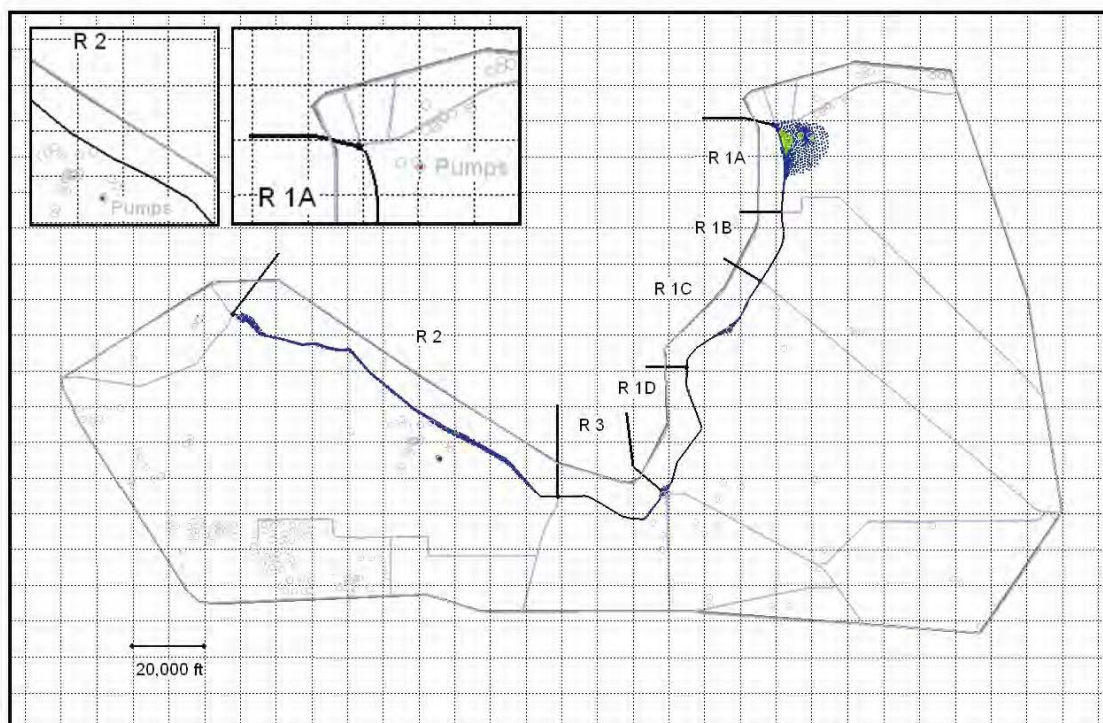 R 2
Pumps
R 1A
Pumps
R 1A
R 1B
R 1C
R 2
R 1D
R 3
20,000 ft